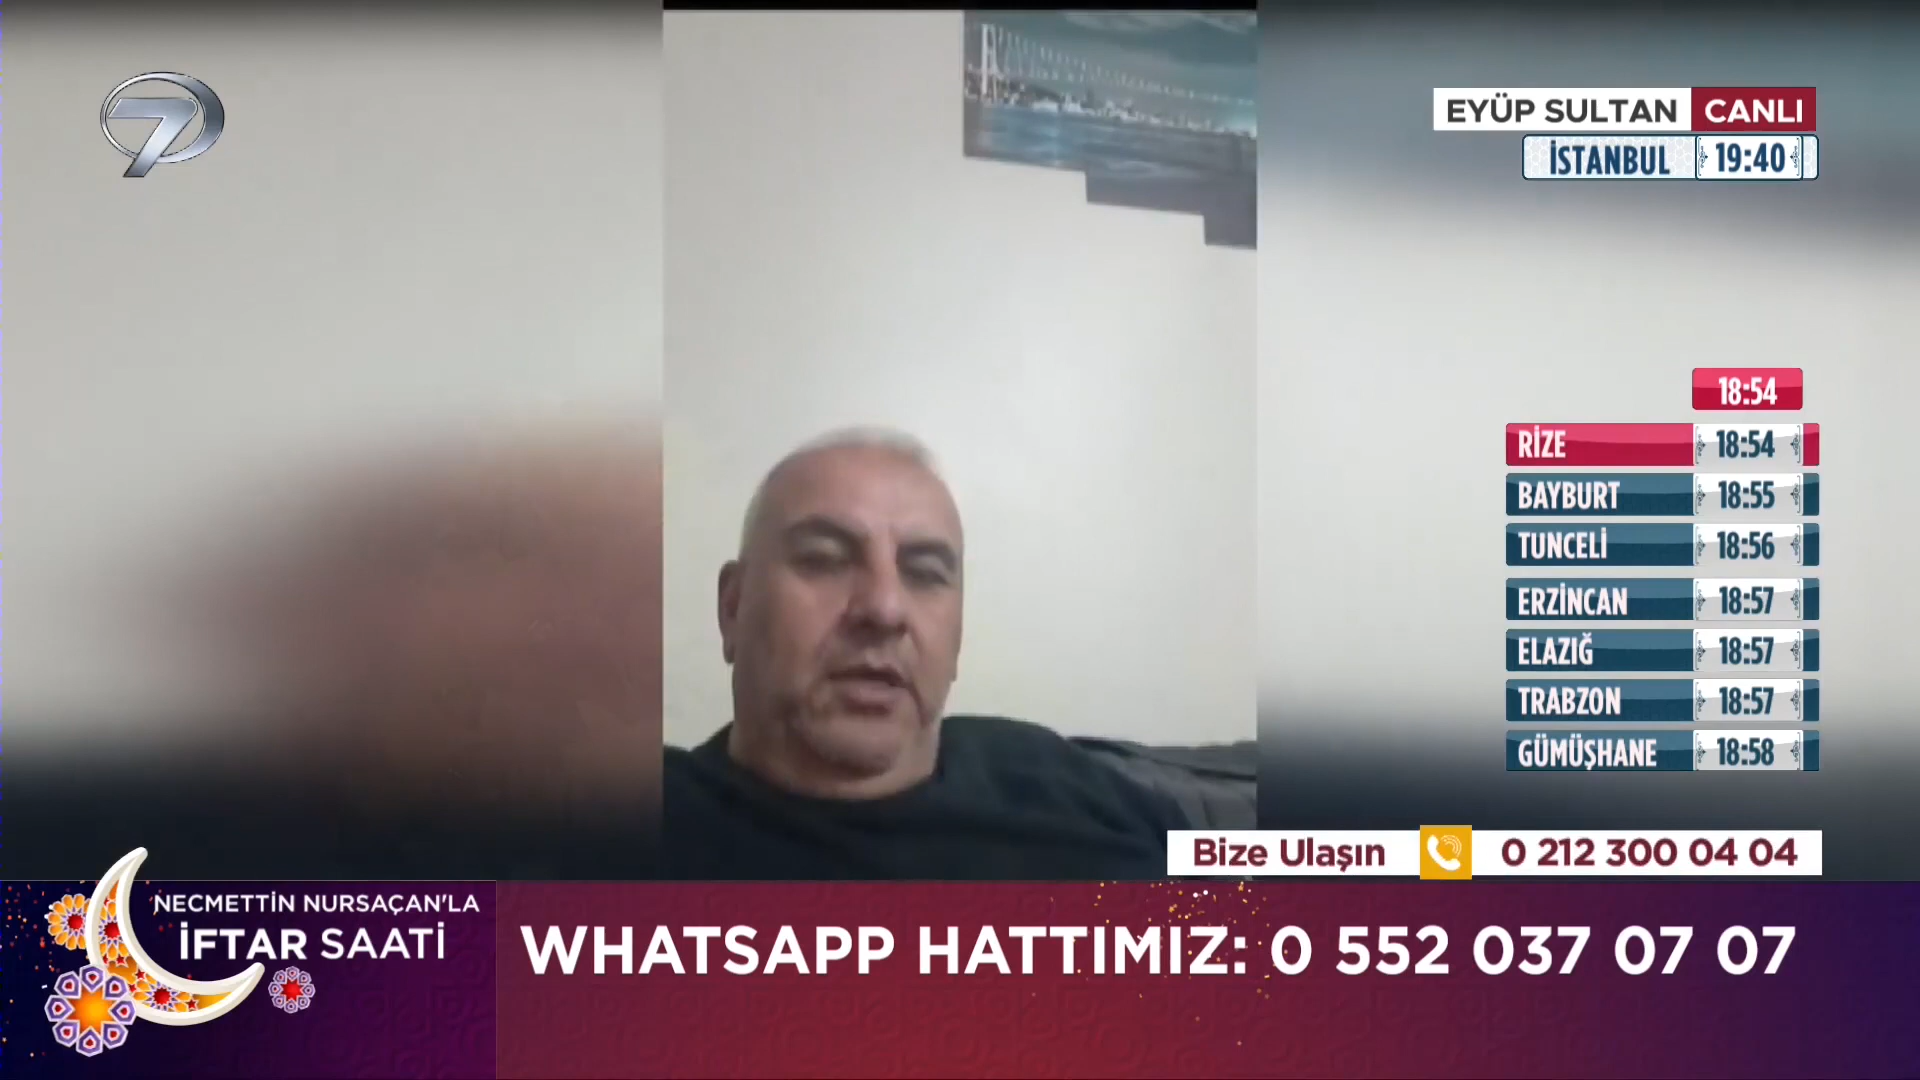 7
EYÜP SULTAN CANLI
İSTANBUL 19:40
18:54
RİZE 18:54
BAYBURT 18:55
TUNCELİ 18:56
ERZİNCAN 18:57
ELAZIĞ 18:57
TRABZON 18:57
GÜMÜŞHANE 18:58
Bize Ulaşın 0 212 300 04 04
NECMETTİN NURSAÇAN'LA
İFTAR SAATİ
WHATSAPP HATTIMIZ: 0 552 037 07 07